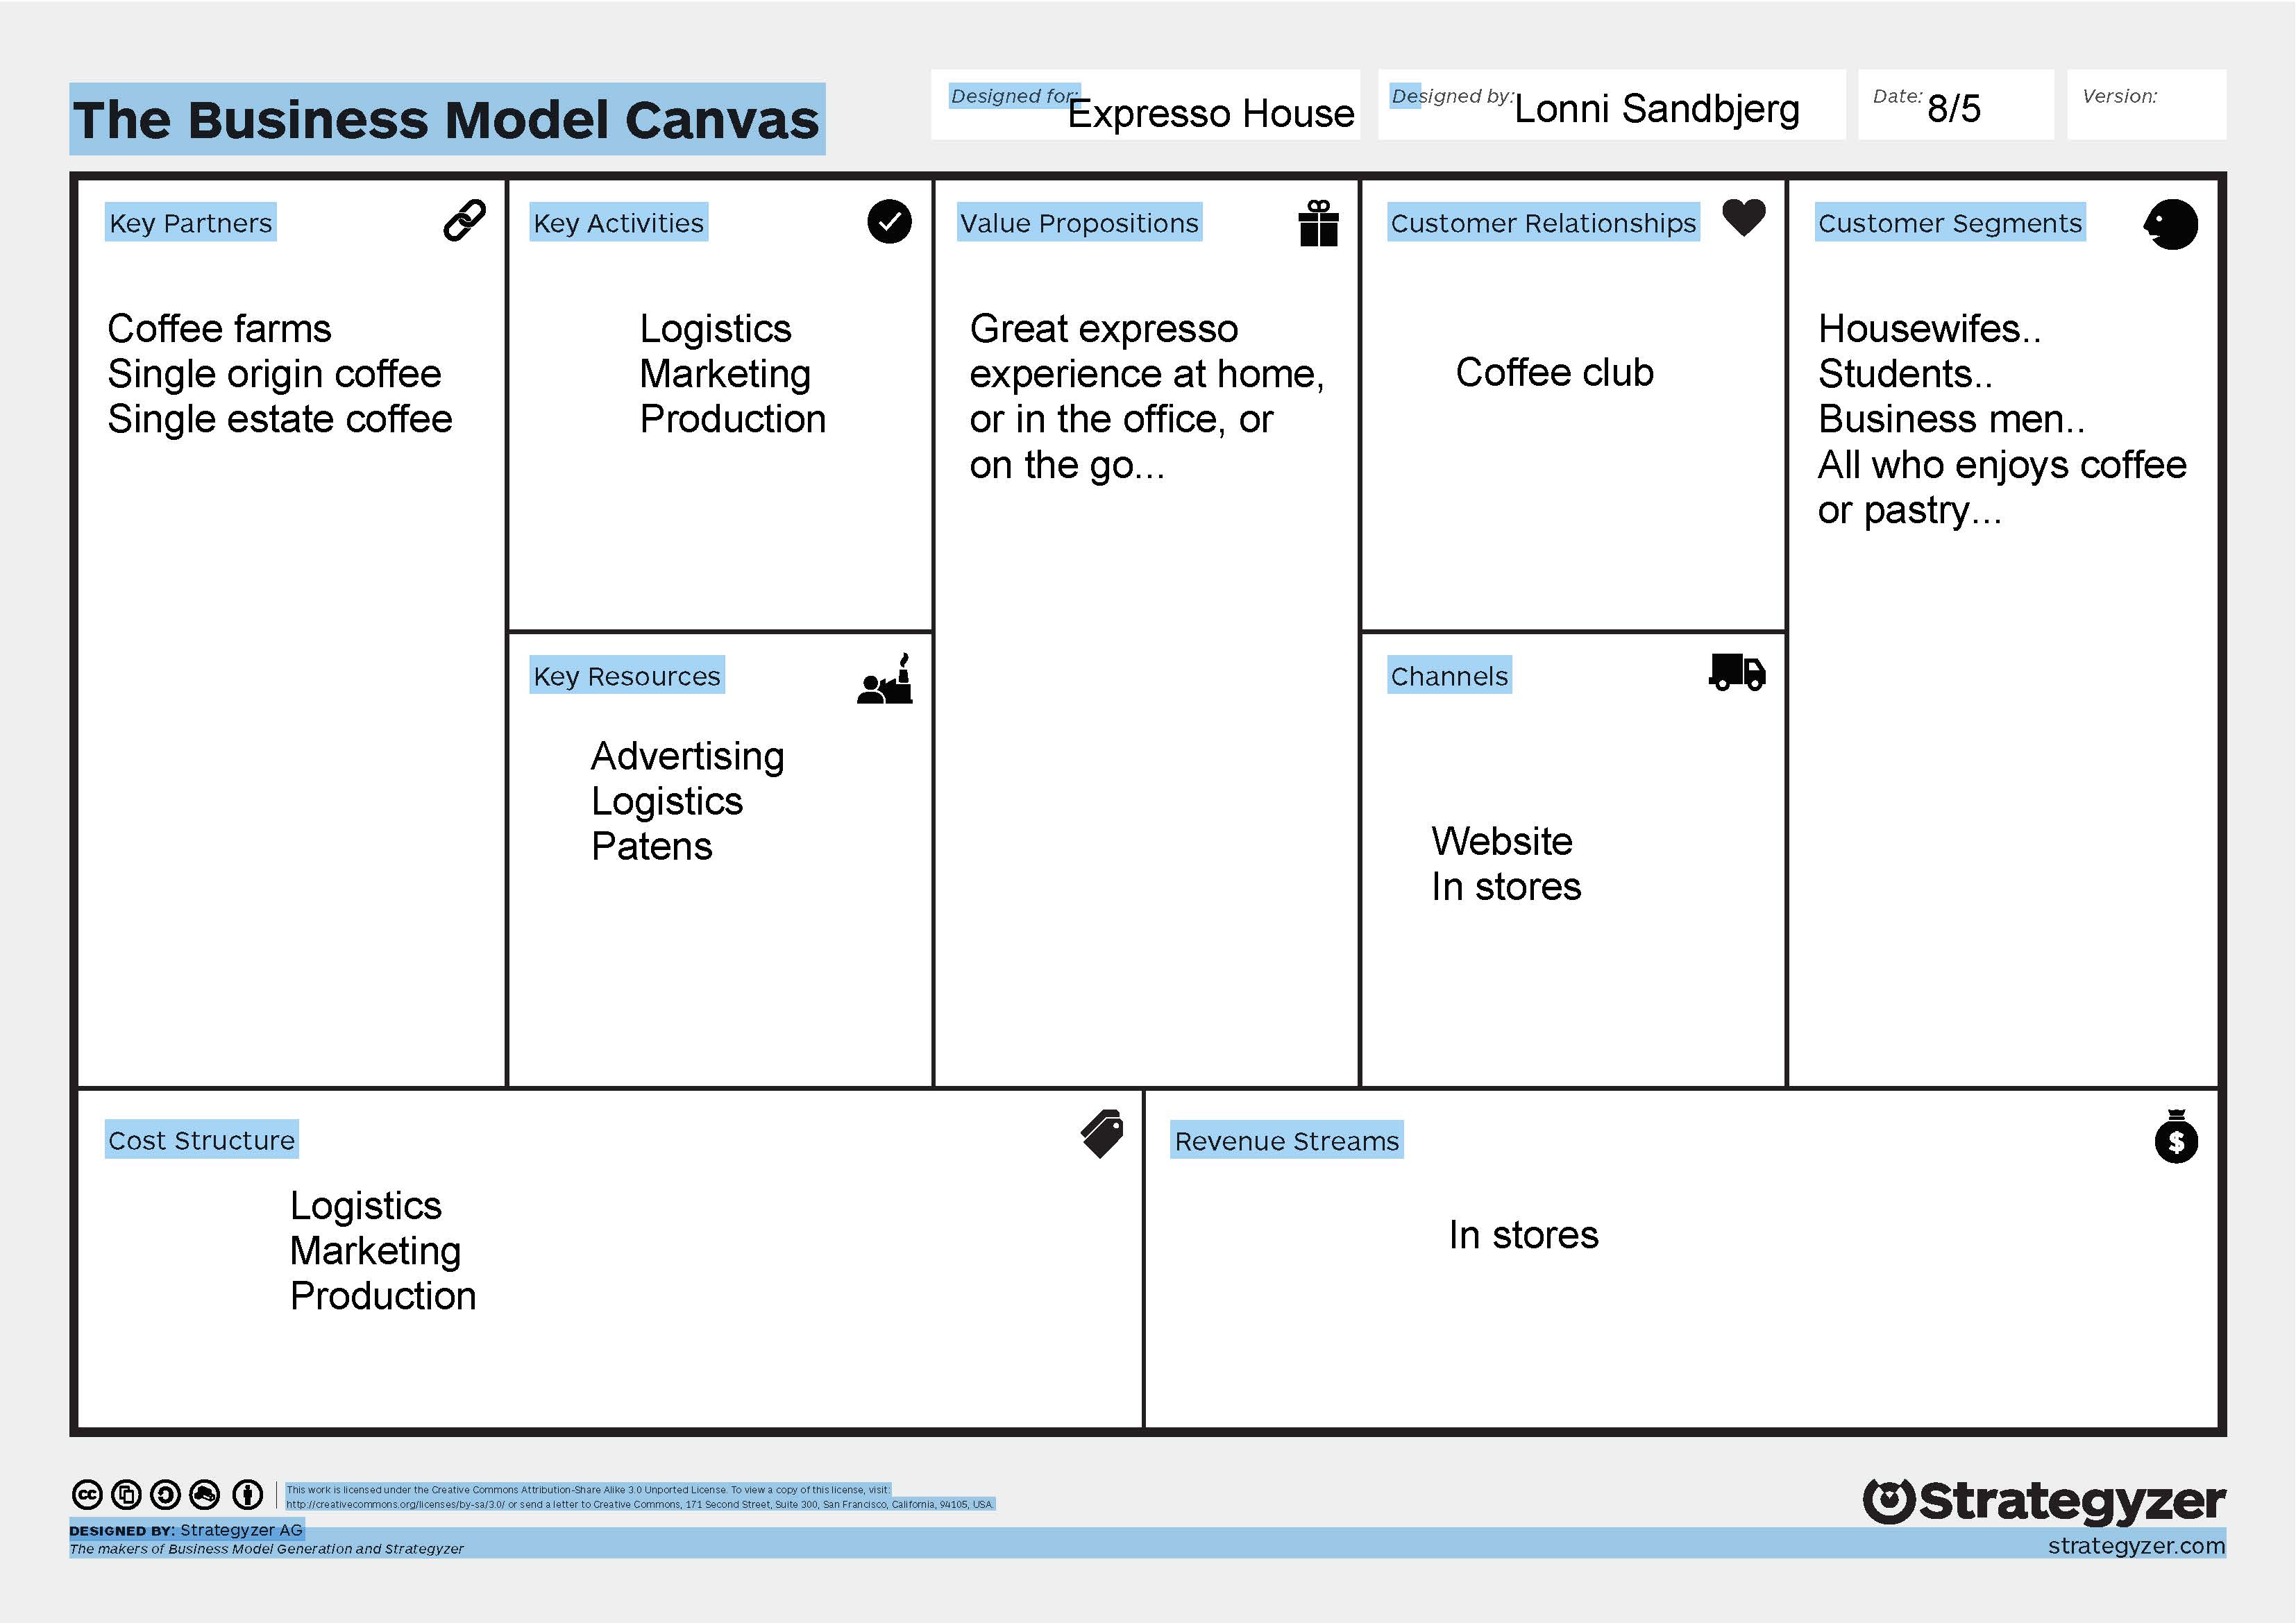 The Business Model Canvas
Designed for:
Expresso House
Designed by:
Lonni Sandbjerg
Date:
8/5
Version:
Key Partners
Coffee farms
Single origin coffee
Single estate coffee
Key Activities
Logistics
Marketing
Production
Key Resources
Advertising
Logistics
Patens
Value Propositions
Great expresso
experience at home,
or in the office, or
on the go...
Customer Relationships
Coffee club
Channels
Website
In stores
Customer Segments
Housewifes..
Students..
Business men..
All who enjoys coffee
or pastry...
Cost Structure
Logistics
Marketing
Production
Revenue Streams
$
In stores
cc
This work is licensed under the Creative Commons Attribution-Share Alike 3.0 Unported License. To view a copy of this license, visit:
http://creativecommons.org/licenses/by-sa/3.0/ or send a letter to Creative Commons, 171 Second Street, Suite 300, San Francisco, California, 94105, USA.
DESIGNED BY: Strategyzer AG
The makers of Business Model Generation and Strategyzer
Strategyzer
strategyzer.com